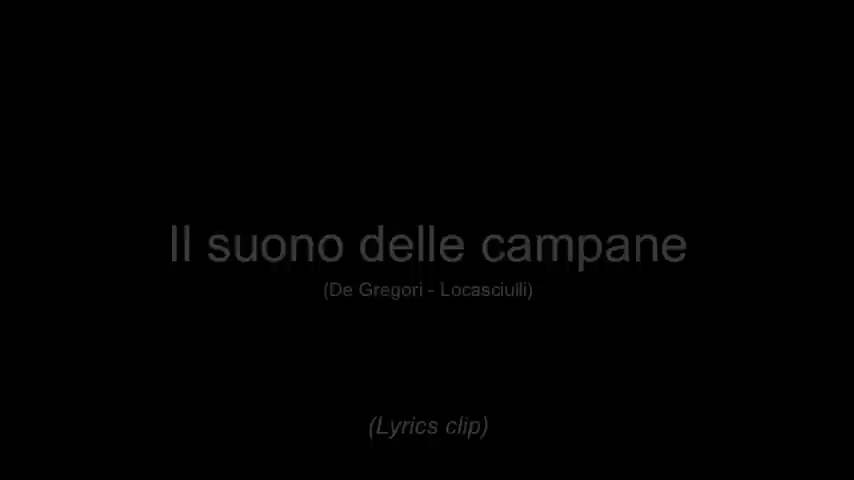 Il suono delle campane
(De Gregori - Locasciulli)
(Lyrics clip)